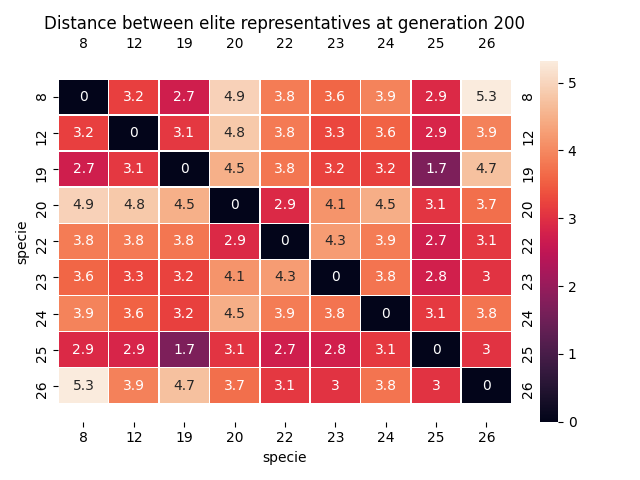 Distance between elite representatives at generation 200
8 12 19 20 22 23 24 25 26
8 0 3.2 2.7 4.9 3.8 3.6 3.9 2.9 5.3 8
12 3.2 0 3.1 4.8 3.8 3.3 3.6 2.9 3.9 12
19 2.7 3.1 0 4.5 3.8 3.2 3.2 1.7 4.7 19
20 4.9 4.8 4.5 0 2.9 4.1 4.5 3.1 3.7 20
22 3.8 3.8 3.8 2.9 0 4.3 3.9 2.7 3.1 22
23 3.6 3.3 3.2 4.1 4.3 0 3.8 2.8 3 23
24 3.9 3.6 3.2 4.5 3.9 3.8 0 3.1 3.8 24
25 2.9 2.9 1.7 3.1 2.7 2.8 3.1 0 3 25
26 5.3 3.9 4.7 3.7 3.1 3 3.8 3 0 26
8 12 19 20 22 23 24 25 26
specie
specie
5
4
3
2
1
0